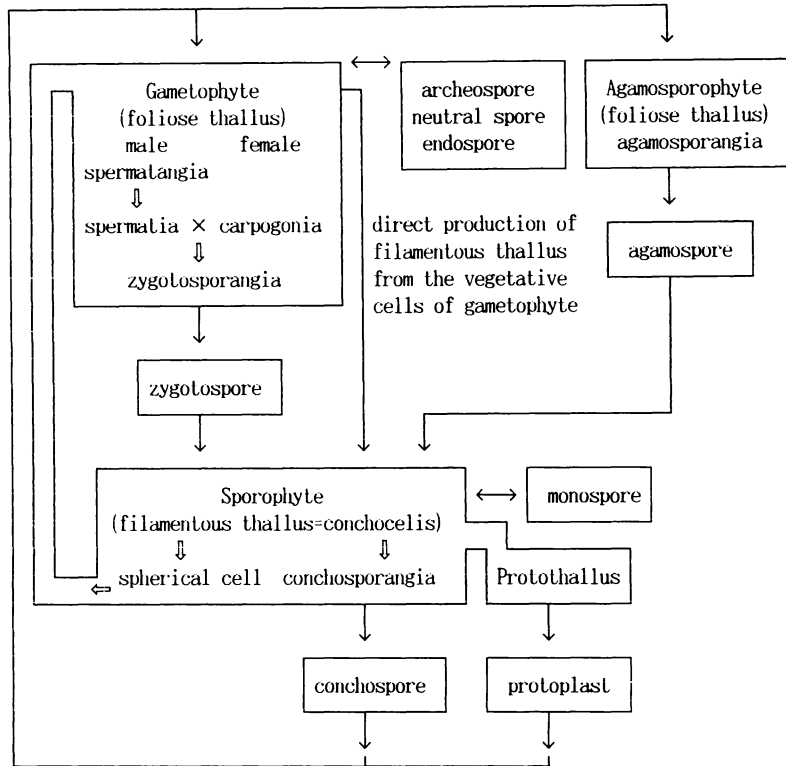 Gametophyte
(foliose thallus)
male female
spermatangia
⇩
spermatia × carpogonia
⇩
zygotosporangia
archeospore
neutral spore
endospore
Agamosporophyte
(foliose thallus)
agamosporangia
direct production of
filamentous thallus
from the vegetative
cells of gametophyte
agamospore
zygotospore
Sporophyte
(filamentous thallus=conchocelis)
⇩ ⇩
⇦ spherical cell conchosporangia
monospore
Protothallus
conchospore
protoplast